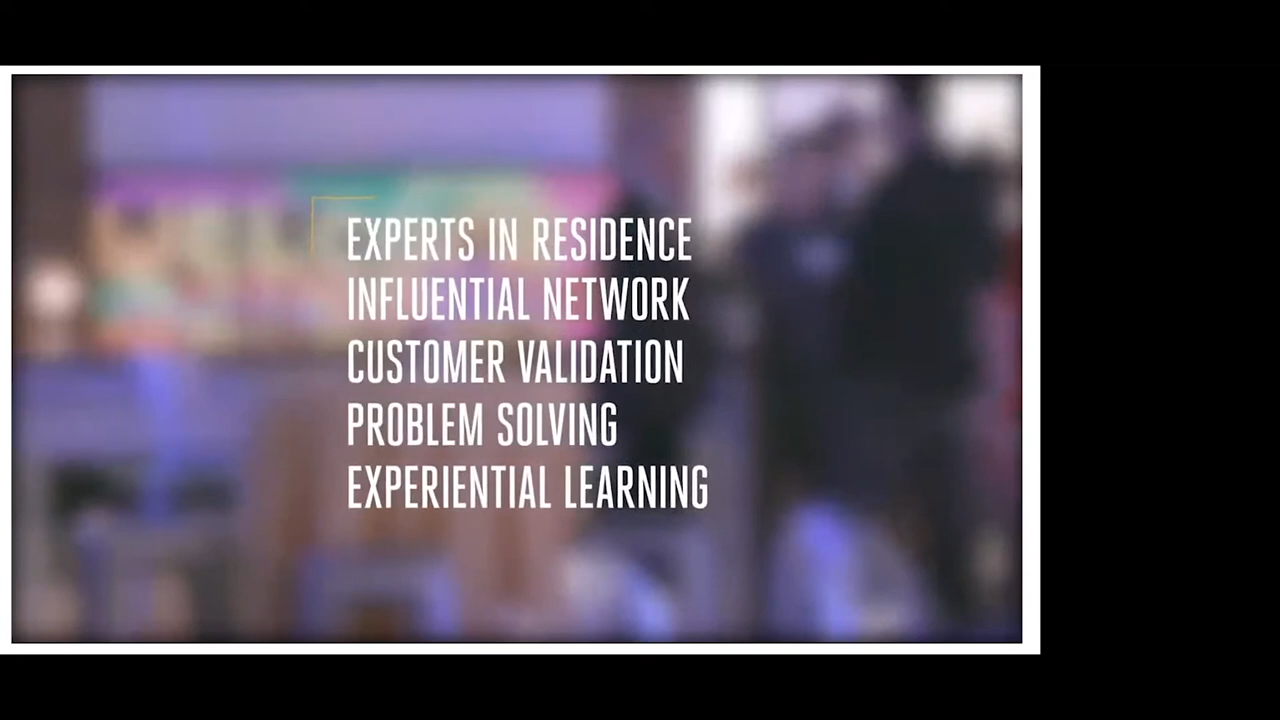 EXPERTS IN RESIDENCE
INFLUENTIAL NETWORK
CUSTOMER VALIDATION
PROBLEM SOLVING
EXPERIENTIAL LEARNING